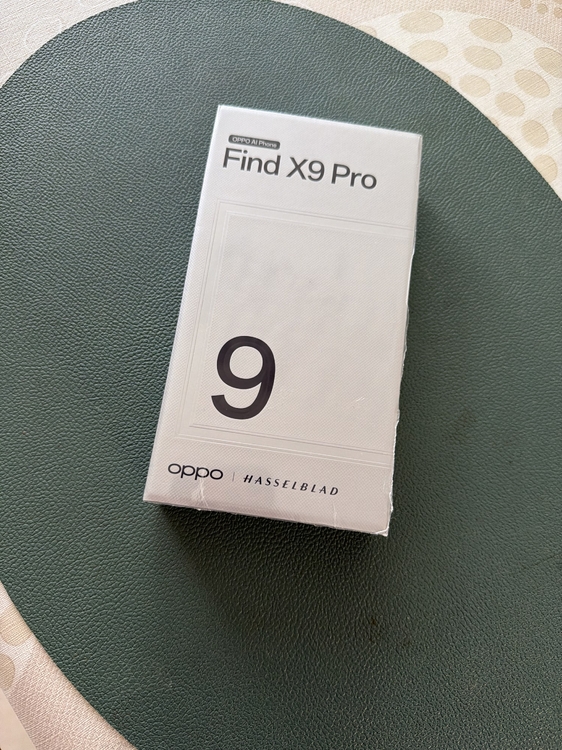 OPPO AI Phone
Find X9 Pro
9
oppo | HASSELBLAD